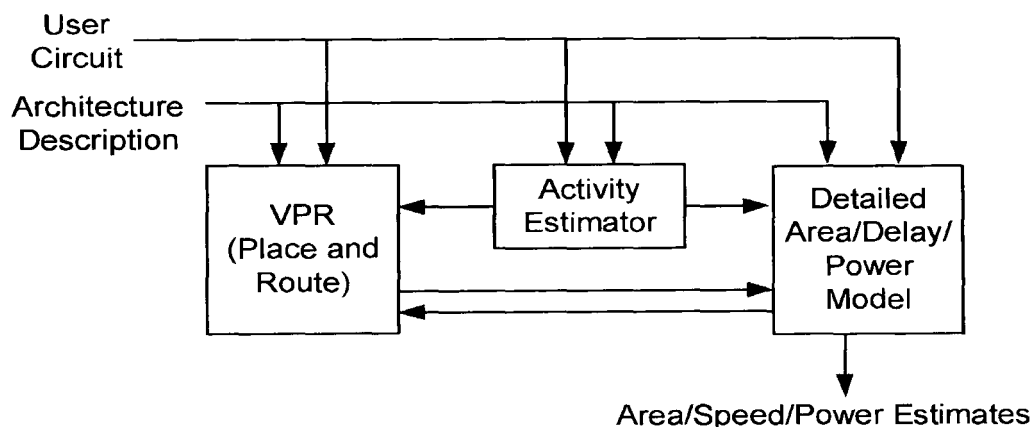 User
Circuit
Architecture
Description
VPR
(Place and
Route)
Activity
Estimator
Detailed
Area/Delay/
Power
Model
Area/Speed/Power Estimates